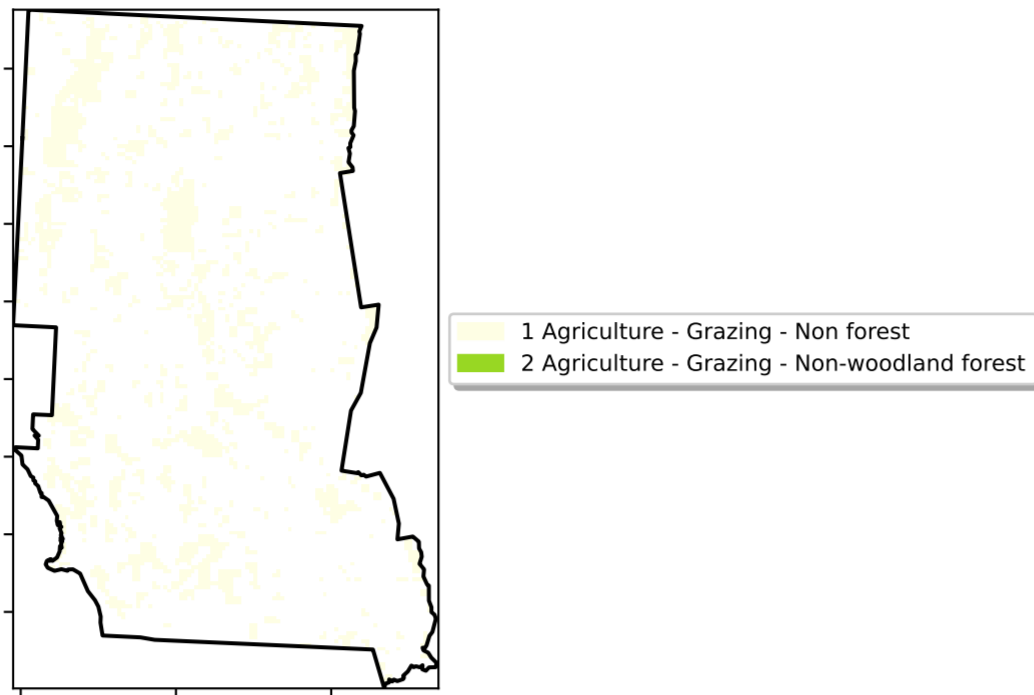 1 Agriculture - Grazing - Non forest
2 Agriculture - Grazing - Non-woodland forest